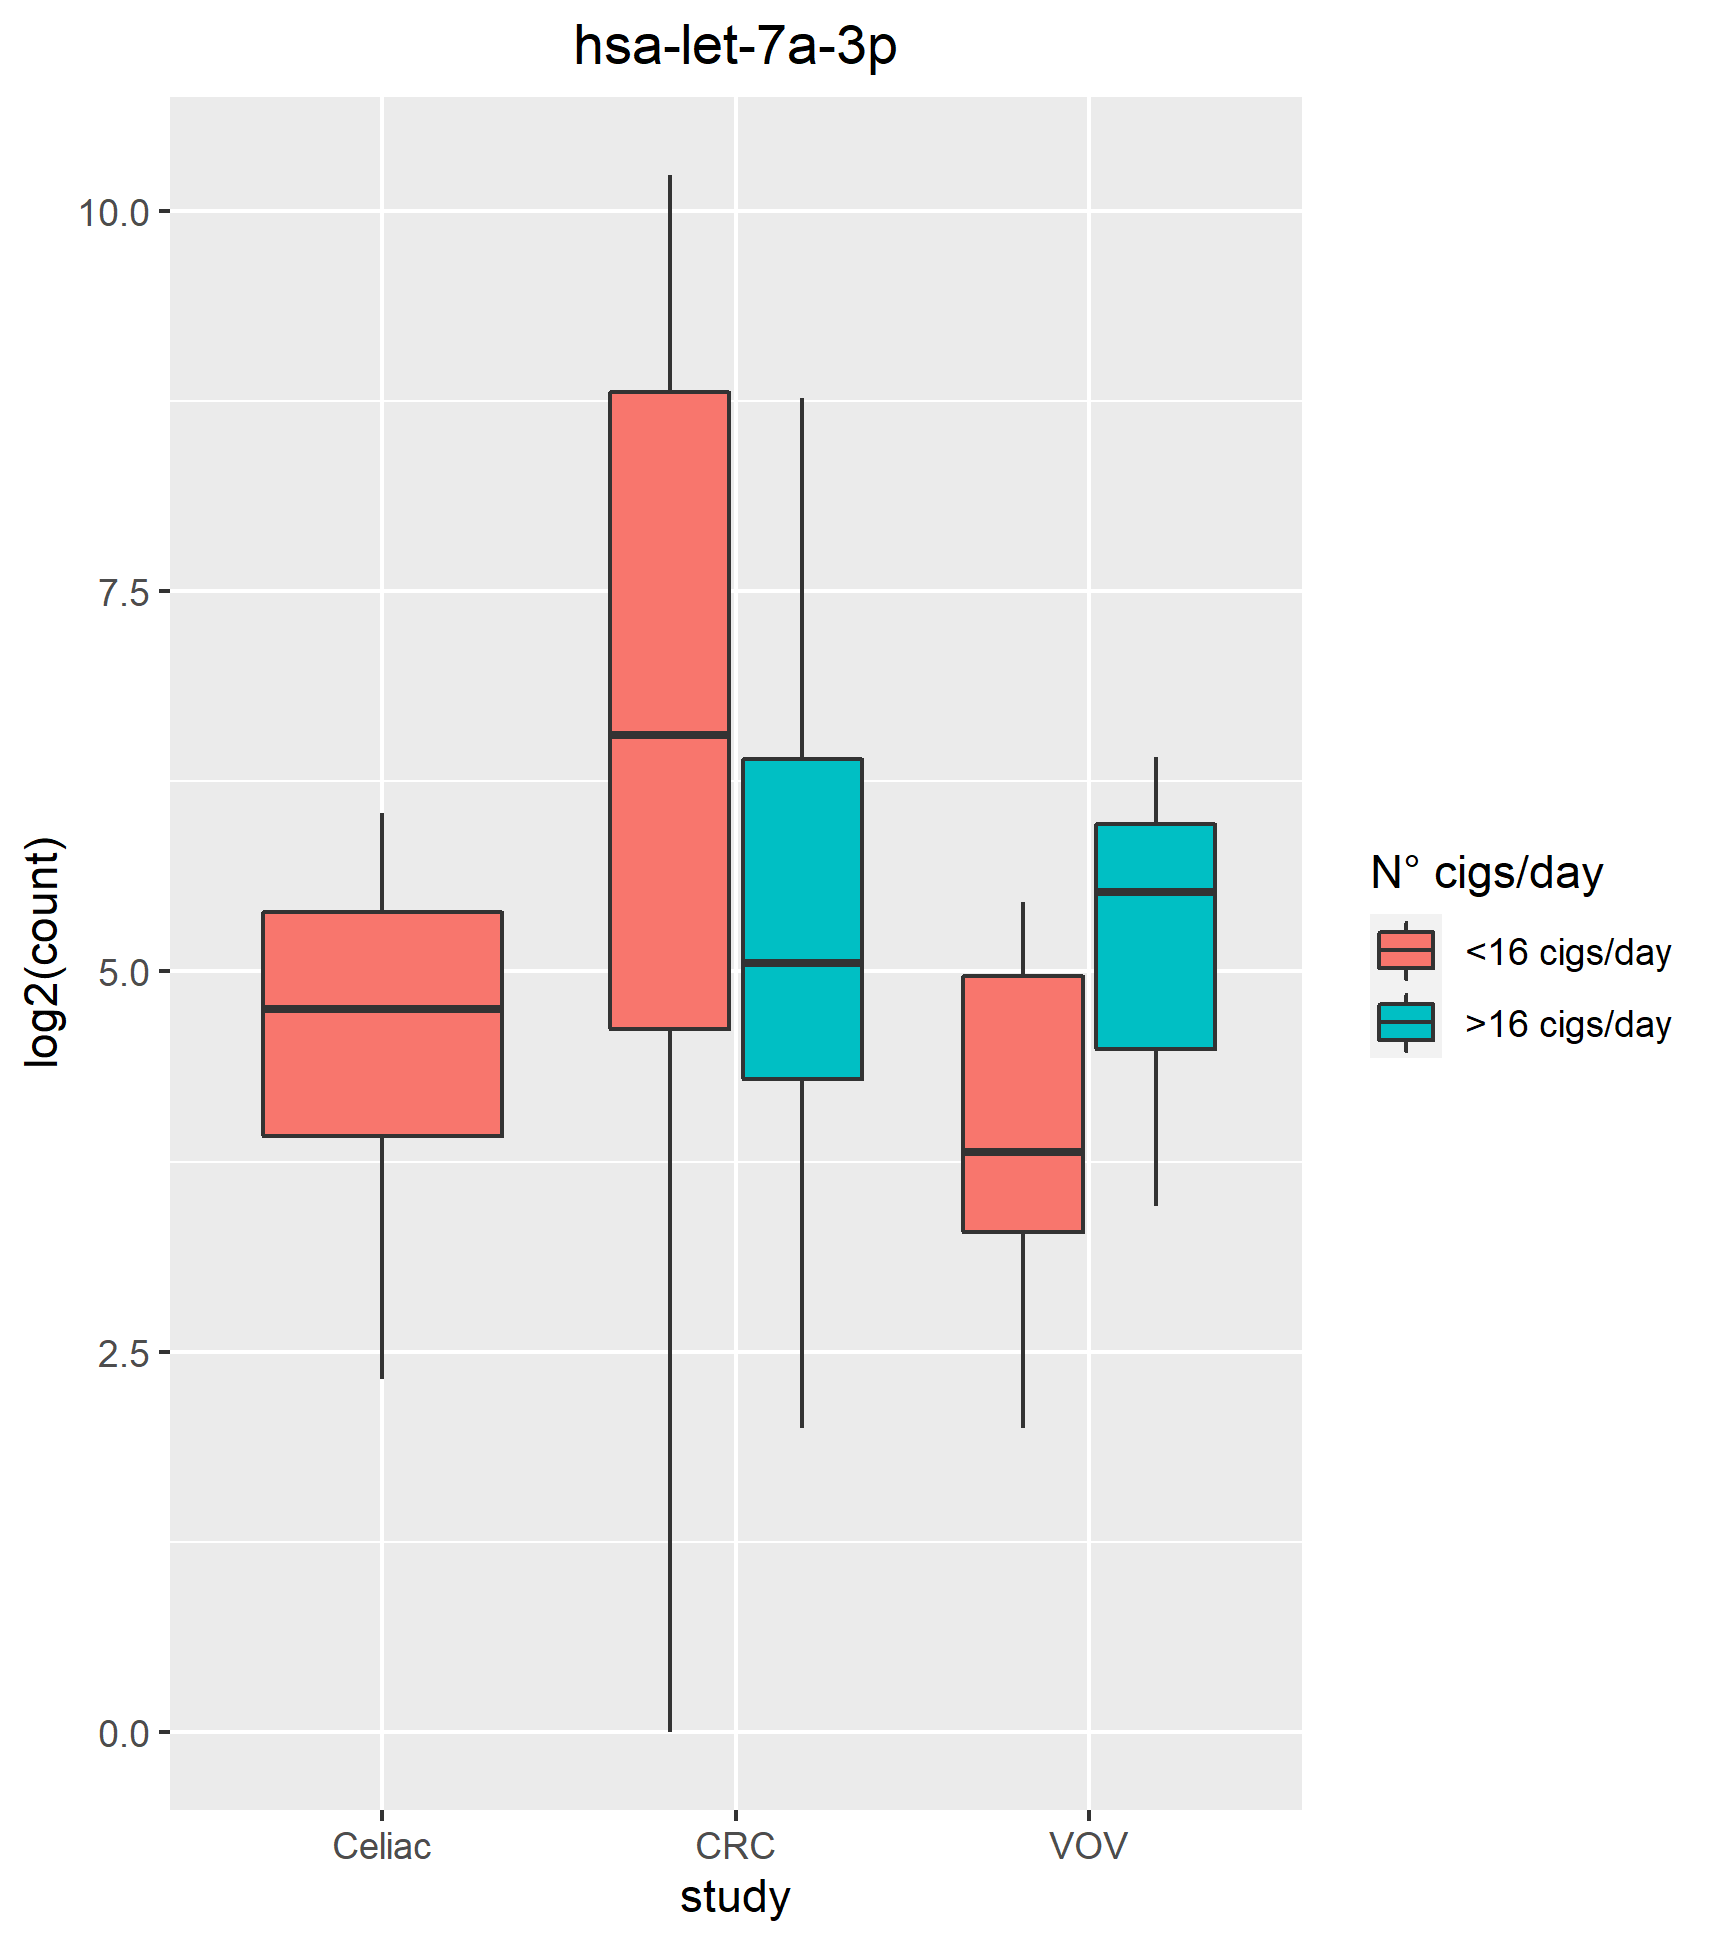 hsa-let-7a-3p
log2(count)
10.0
7.5
5.0
2.5
0.0
Celiac
CRC
VOV
study
N° cigs/day
<16 cigs/day
>16 cigs/day